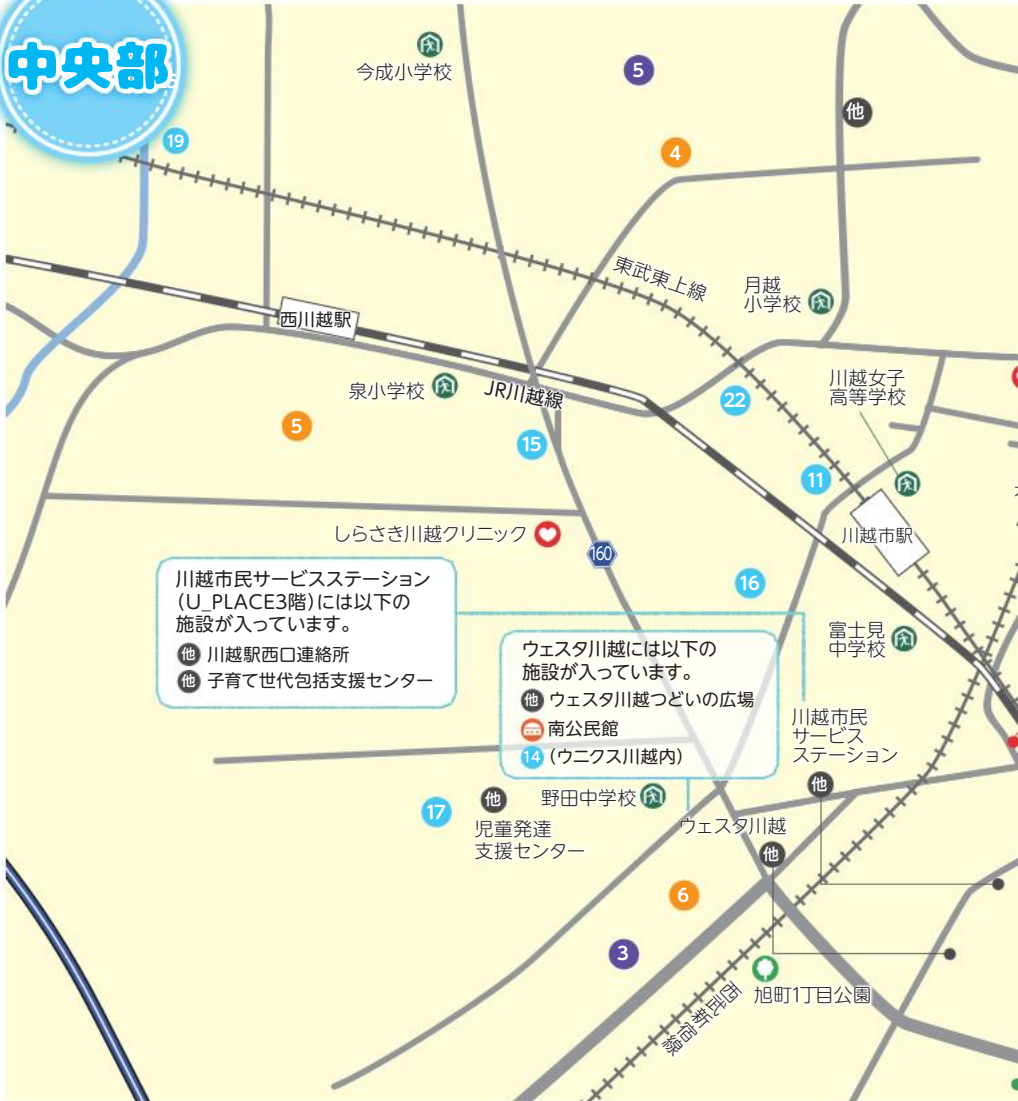 中央部
今成小学校
5
他
19
4
東武東上線
月越
小学校
西川越駅
泉小学校
JR川越線
川越女子
高等学校
22
5
15
11
しらさき川越クリニック
160
川越市駅
16
川越市民サービスステーション
(U_PLACE3階)には以下の
施設が入っています。
他 川越駅西口連絡所
他 子育て世代包括支援センター
ウェスタ川越には以下の
施設が入っています。
他 ウェスタ川越つどいの広場
南公民館
14 (ウニクス川越内)
富士見
中学校
川越市民
サービス
ステーション
他
17
他
児童発達
支援センター
野田中学校
ウェスタ川越
他
6
3
旭町1丁目公園
西武新宿線